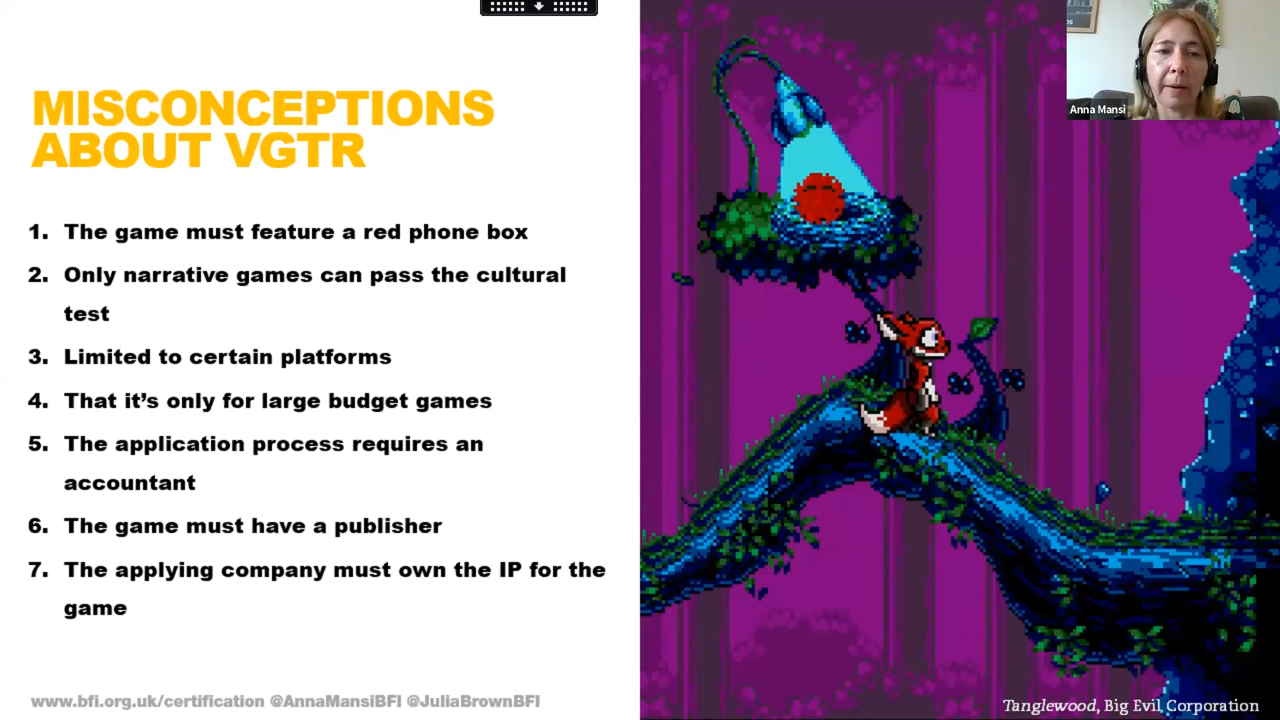 MISCONCEPTIONS
ABOUT VGTR
1. The game must feature a red phone box
2. Only narrative games can pass the cultural
test
3. Limited to certain platforms
4. That it’s only for large budget games
5. The application process requires an
accountant
6. The game must have a publisher
7. The applying company must own the IP for the
game
www.bfi.org.uk/certification @AnnaMansiBFI @JuliaBrownBFI
Anna Mansi
Tanglewood, Big Evil Corporation